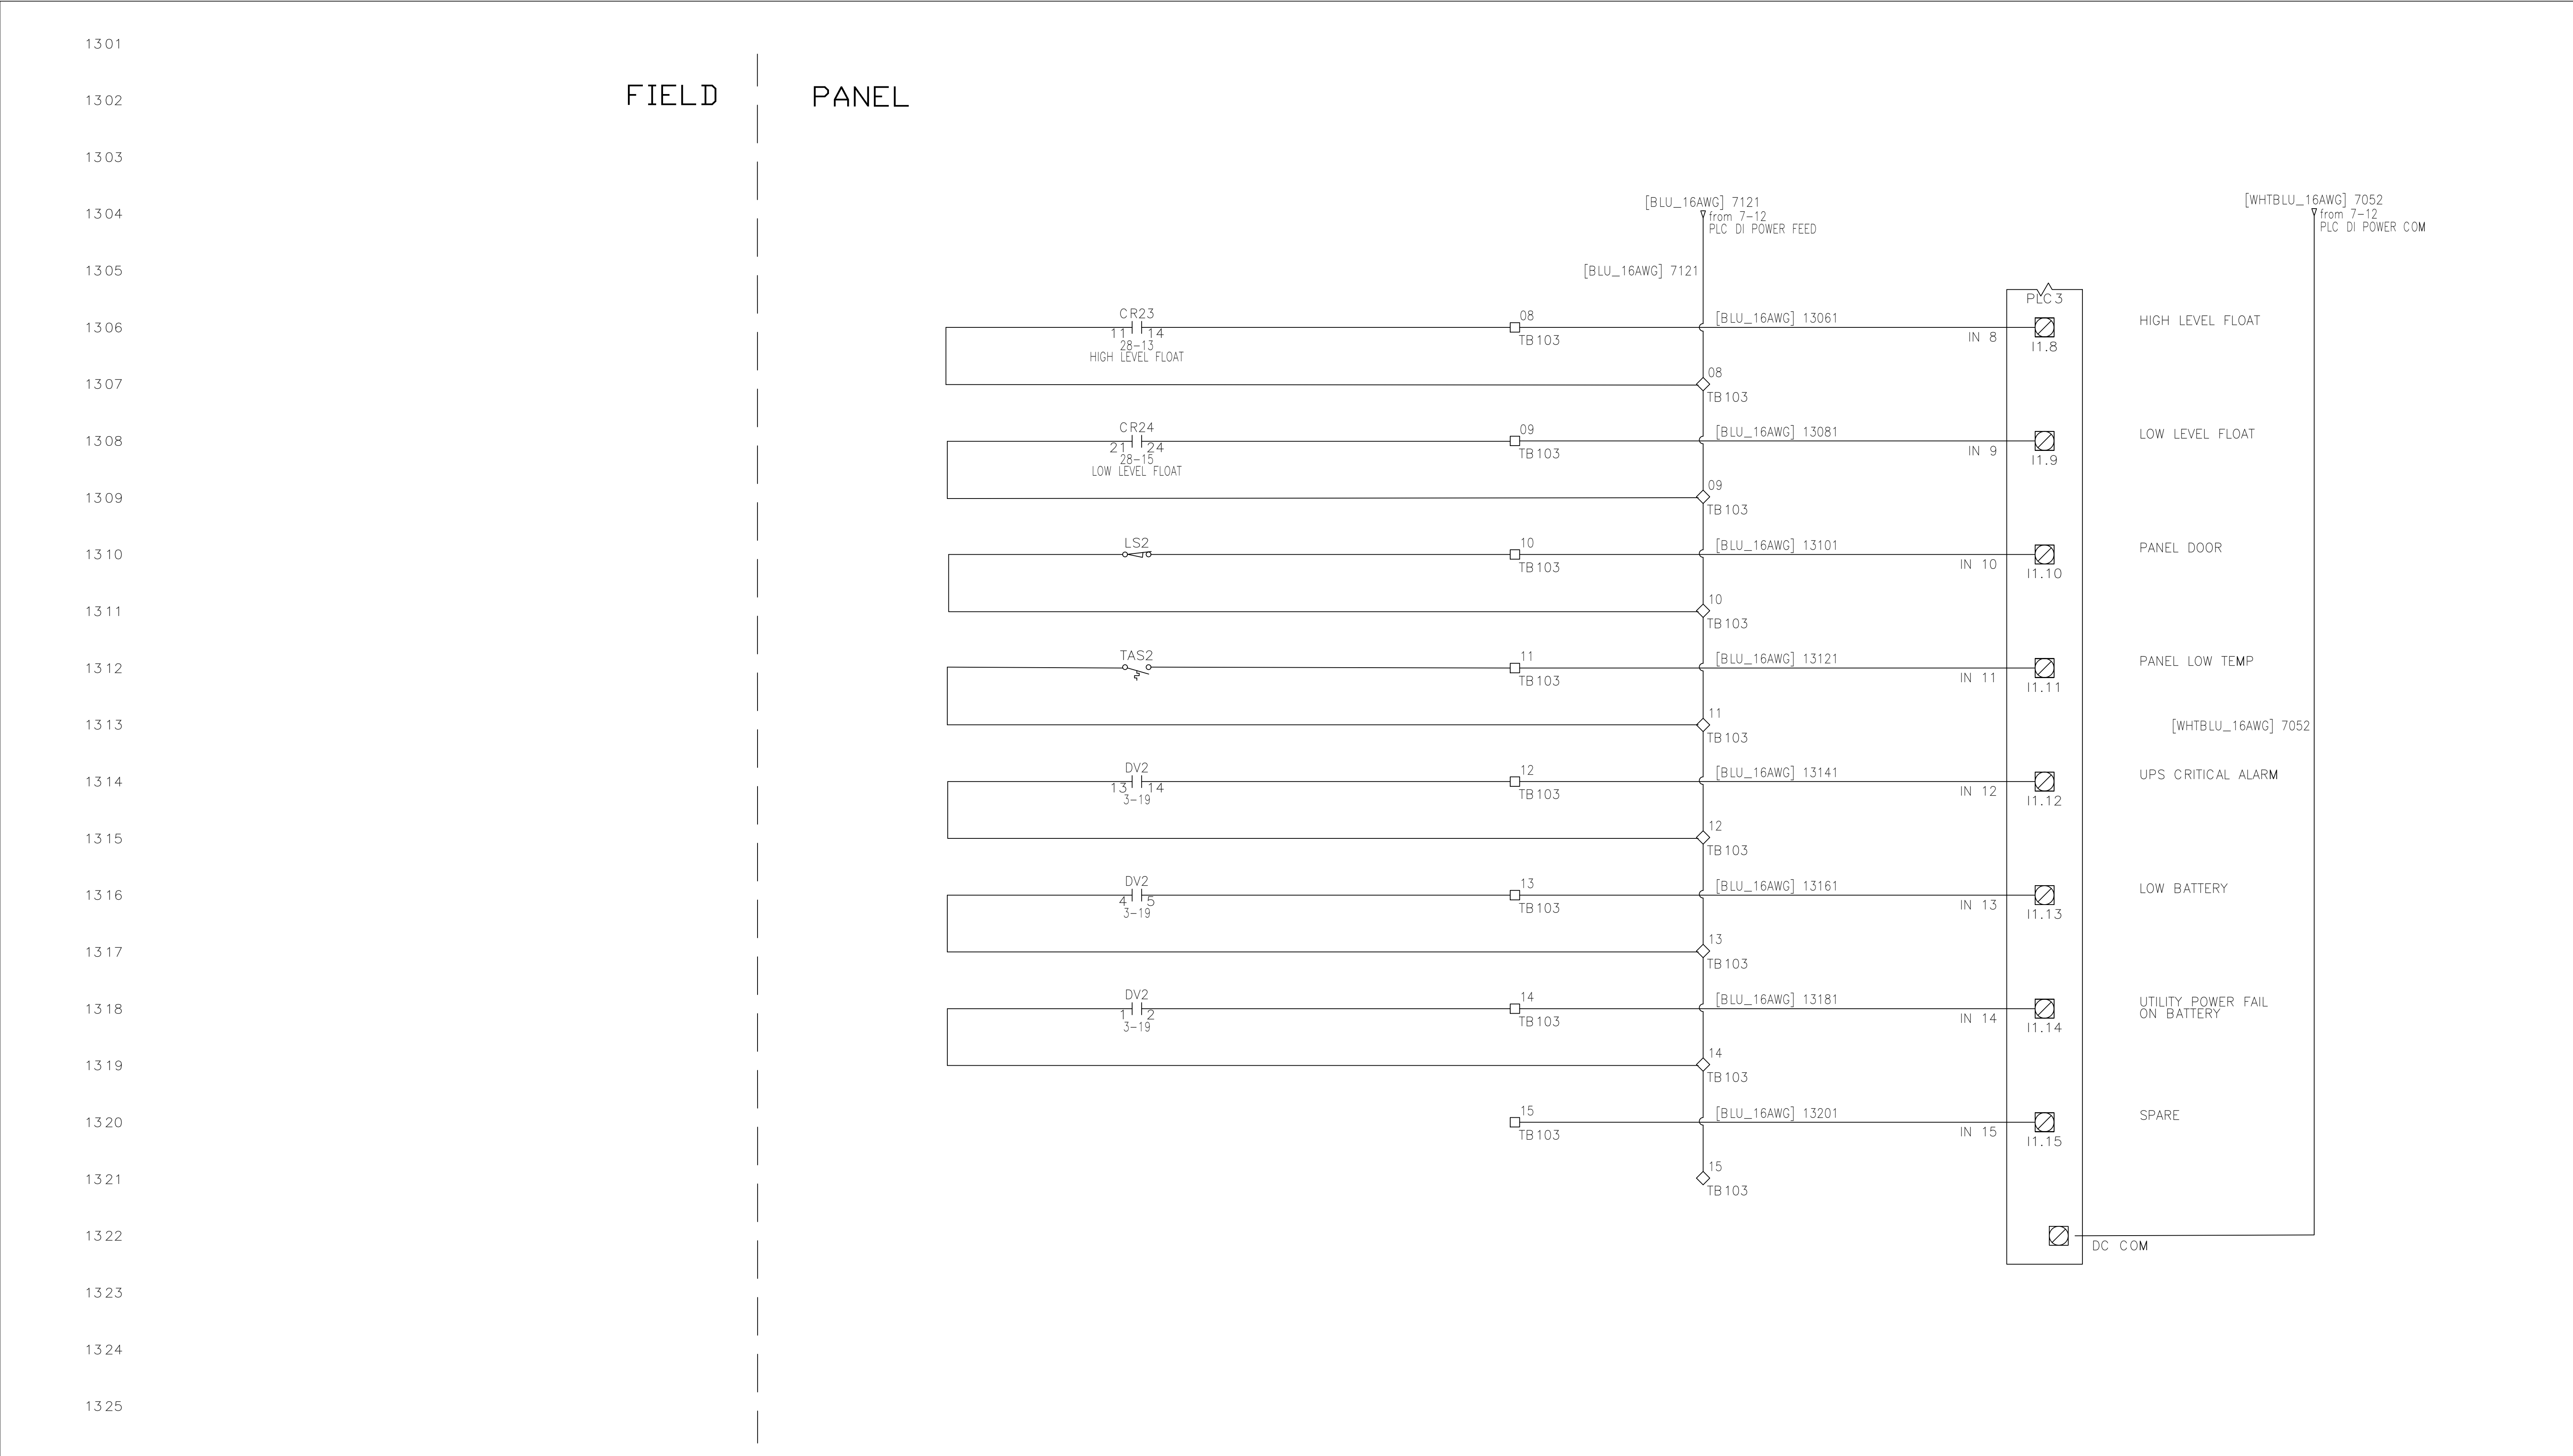 1301
FIELD
PANEL
1302
1303
[BLU_16AWG] 7121
[WHTBLU_16AWG] 7052
1304
from 7-12
PLC DI POWER FEED
from 7-12
PLC DI POWER COM
1305
[BLU_16AWG] 7121
PLC3
1306
CR23
11 14
28-13
HIGH LEVEL FLOAT
08
TB103
[BLU_16AWG] 13061
IN 8
I1.8
HIGH LEVEL FLOAT
1307
08
TB103
1308
CR24
21 24
28-15
LOW LEVEL FLOAT
09
TB103
[BLU_16AWG] 13081
IN 9
I1.9
LOW LEVEL FLOAT
1309
09
TB103
1310
LS2
10
TB103
[BLU_16AWG] 13101
IN 10
I1.10
PANEL DOOR
1311
10
TB103
1312
TAS2
11
TB103
[BLU_16AWG] 13121
IN 11
I1.11
PANEL LOW TEMP
1313
11
TB103
[WHTBLU_16AWG] 7052
1314
DV2
13 14
3-19
12
TB103
[BLU_16AWG] 13141
IN 12
I1.12
UPS CRITICAL ALARM
1315
12
TB103
1316
DV2
4 5
3-19
13
TB103
[BLU_16AWG] 13161
IN 13
I1.13
LOW BATTERY
1317
13
TB103
1318
DV2
1 2
3-19
14
TB103
[BLU_16AWG] 13181
IN 14
I1.14
UTILITY POWER FAIL
ON BATTERY
1319
14
TB103
1320
15
TB103
[BLU_16AWG] 13201
IN 15
I1.15
SPARE
1321
15
TB103
1322
DC COM
1323
1324
1325